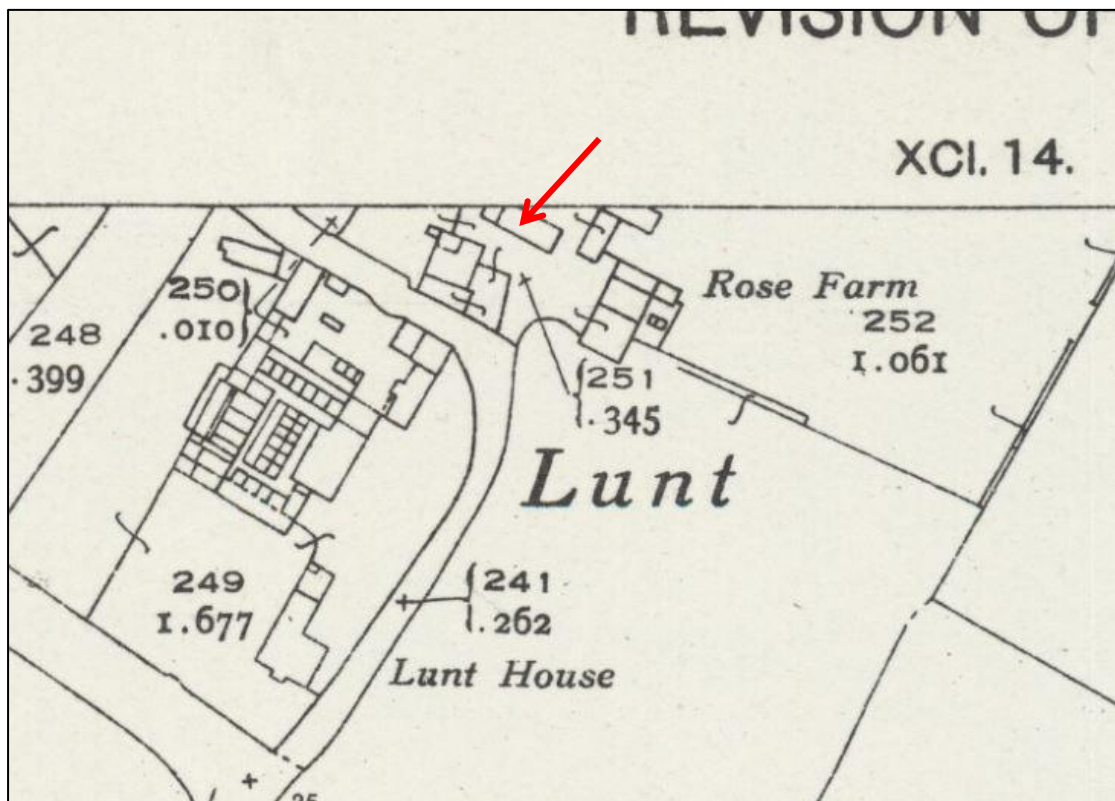 REVISION OF
XCI. 14.
Rose Farm
250
.010
248
.399
252
1.061
251
.345
Lunt
249
1.677
241
.262
Lunt House
25